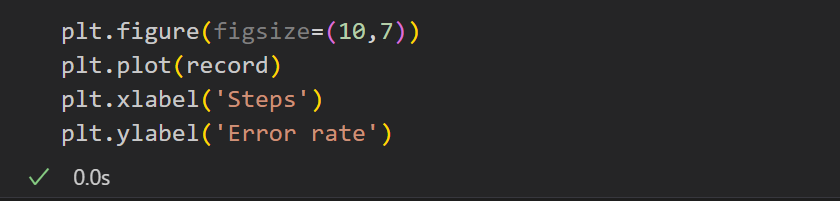 plt.figure(figsize=(10,7))
plt.plot(record)
plt.xlabel('Steps')
plt.ylabel('Error rate')
0.0s